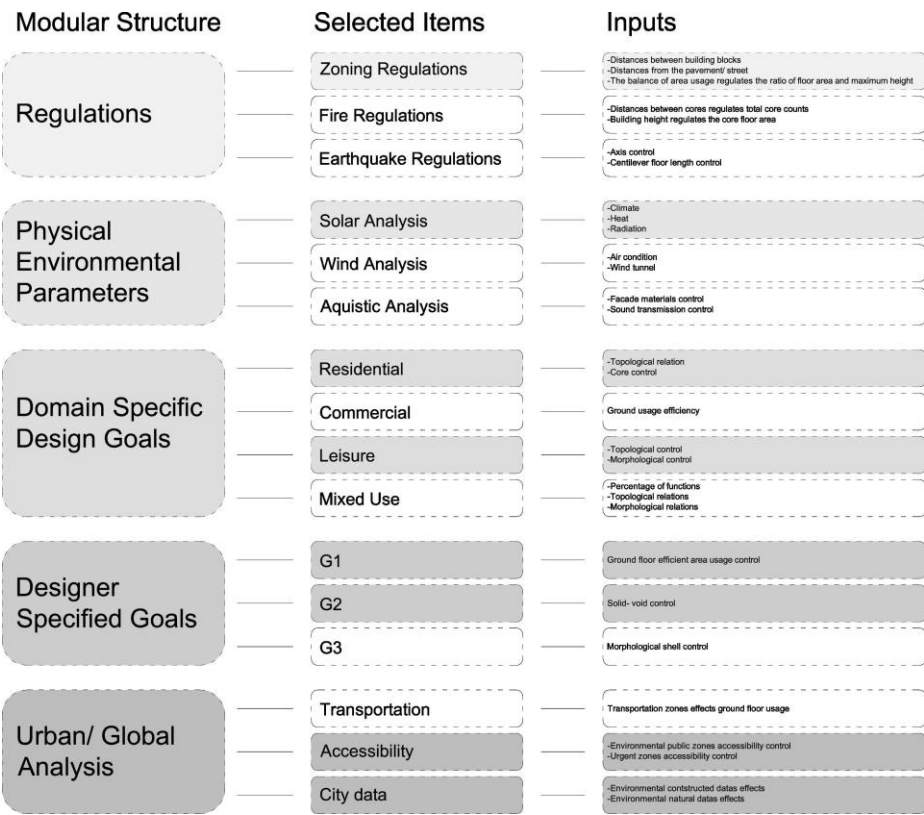 Modular Structure
Selected Items
Inputs
Regulations
Zoning Regulations
-Distances between building blocks
-Distances from the pavement/ street
-The balance of area usage regulates the ratio of floor area and maximum height
Fire Regulations
-Distances between cores regulates total core counts
-Building height regulates the core floor area
Earthquake Regulations
-Axis control
-Centilever floor length control
Physical
Environmental
Parameters
Solar Analysis
-Climate
-Heat
-Radiation
Wind Analysis
-Air condition
-Wind tunnel
Aquistic Analysis
-Facade materials control
-Sound transmission control
Domain Specific
Design Goals
Residential
-Topological relation
-Core control
Commercial
Ground usage efficiency
Leisure
-Topological control
-Morphological control
Mixed Use
-Percentage of functions
-Topological relations
-Morphological relations
Designer
Specified Goals
G1
Ground floor efficient area usage control
G2
Solid- void control
G3
Morphological shell control
Urban/ Global
Analysis
Transportation
Transportation zones effects ground floor usage
Accessibility
-Environmental public zones accessibility control
-Urgent zones accessibility control
City data
-Environmental contstructed datas effects
-Environmental natural datas effects